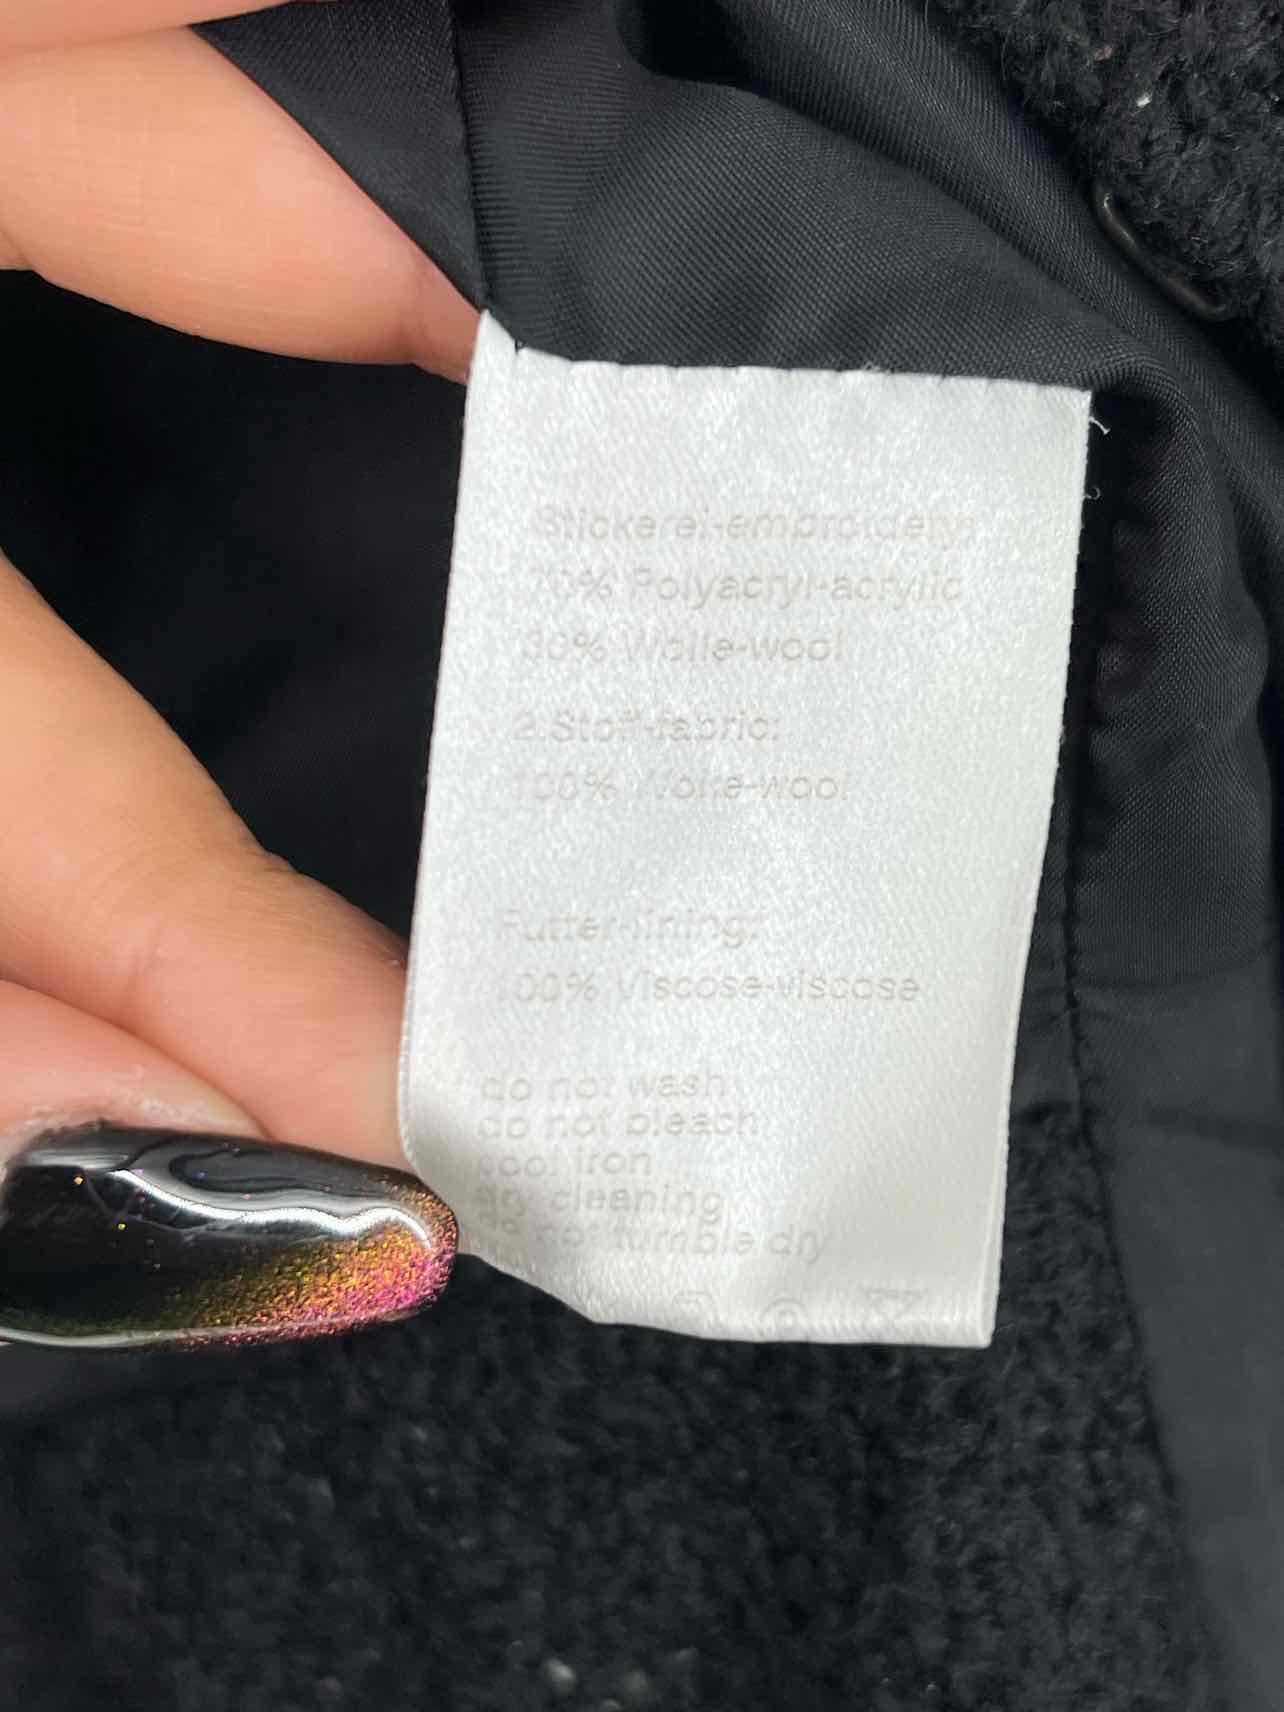 Stickerei-embroidery:
70% Polyacryl-acrylic
30% Wolle-wool
2.Stoff-fabric:
100% Wolle-wool
Futter-lining:
100% Viscose-viscose
do not wash
do not bleach
cool iron
dry cleaning
do not tumble dry